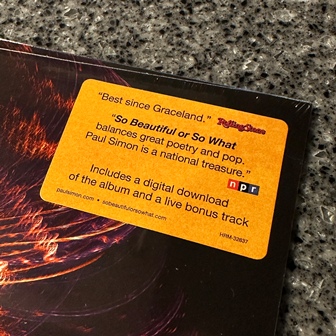 "Best since Graceland." Rolling Stone
"So Beautiful or So What
balances great poetry and pop.
Paul Simon is a national treasure."
npr
Includes a digital download
of the album and a live bonus track
paulsimon.com • sobeautifulorsowhat.com
HRM-32837